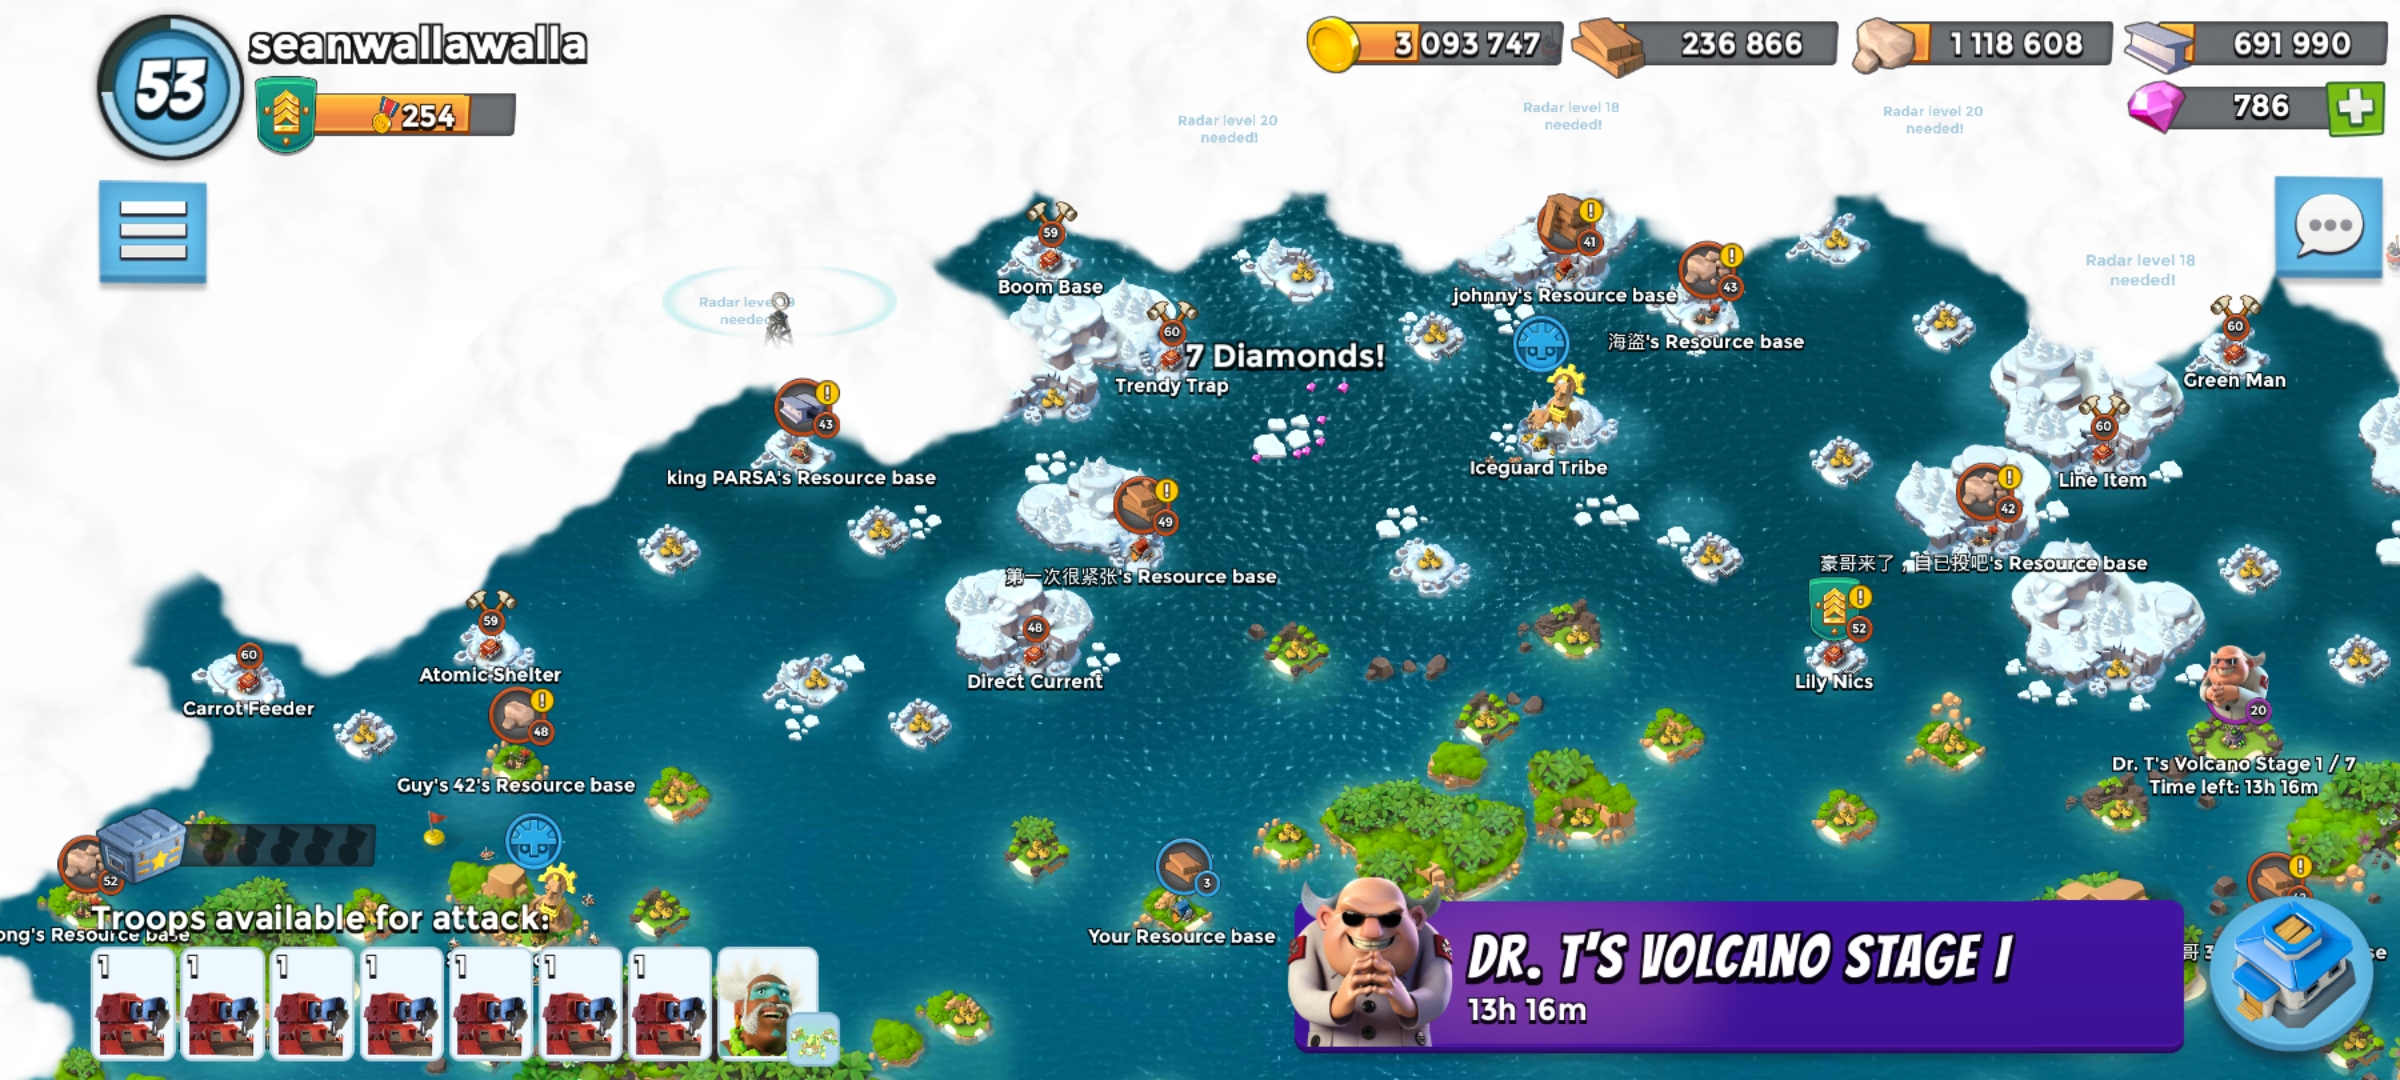 53
seanwallawalla
254
3 093 747
236 866
1 118 608
691 990
786
Radar level 20
needed!
Radar level 18
needed!
Radar level 20
needed!
Radar level 18
needed!
59
Boom Base
41
johnny's Resource base
43
海盗's Resource base
60
7 Diamonds!
Trendy Trap
60
Green Man
43
king PARSA's Resource base
Iceguard Tribe
60
Line Item
49
第一次很紧张's Resource base
42
豪哥来了，自已投吧's Resource base
59
Atomic Shelter
60
Carrot Feeder
48
Direct Current
52
Lily Nics
48
Guy's 42's Resource base
20
Dr. T's Volcano Stage 1 / 7
Time left: 13h 16m
52
ong's Resource base
3
Your Resource base
Troops available for attack:
1
1
1
1
1
1
1
DR. T'S VOLCANO STAGE I
13h 16m